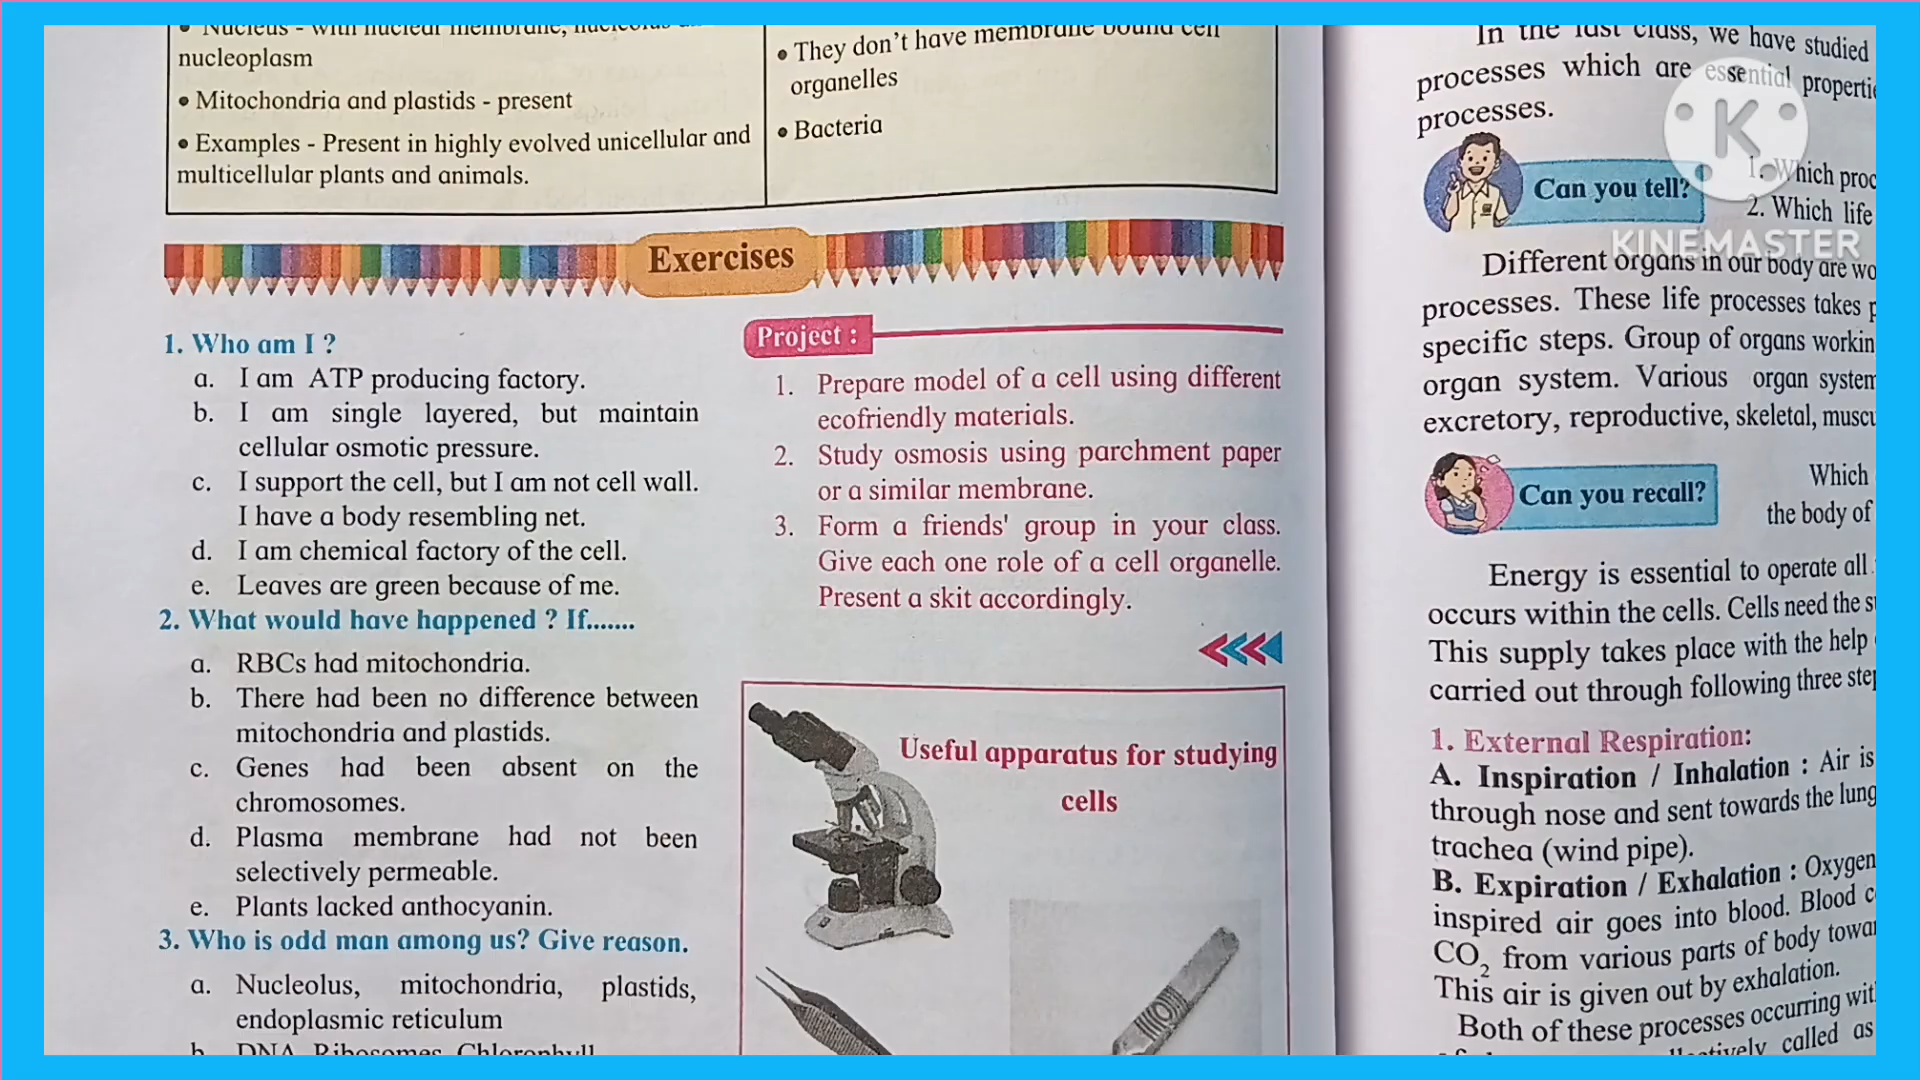 Nucleus - with nuclear membrane, nucleolus
nucleoplasm
• Mitochondria and plastids - present
• Examples - Present in highly evolved unicellular and
multicellular plants and animals.
• They don't have membrane bound cell
organelles
• Bacteria
Exercises
1. Who am I ?
a. I am ATP producing factory.
b. I am single layered, but maintain
cellular osmotic pressure.
c. I support the cell, but I am not cell wall.
I have a body resembling net.
d. I am chemical factory of the cell.
e. Leaves are green because of me.
2. What would have happened ? If.......
a. RBCs had mitochondria.
b. There had been no difference between
mitochondria and plastids.
c. Genes had been absent on the
chromosomes.
d. Plasma membrane had not been
selectively permeable.
e. Plants lacked anthocyanin.
3. Who is odd man among us? Give reason.
a. Nucleolus, mitochondria, plastids,
endoplasmic reticulum
b. DNA, Ribosomes, Chlorophyll
Project :
1. Prepare model of a cell using different
ecofriendly materials.
2. Study osmosis using parchment paper
or a similar membrane.
3. Form a friends' group in your class.
Give each one role of a cell organelle.
Present a skit accordingly.
Useful apparatus for studying
cells
In the last class, we have studied
processes which are essential
processes.
Can you tell?
1. Which
2. Which life
K
KINEMASTER
Different organs in our body are
processes. These life processes takes
specific steps. Group of organs
organ system. Various organ
excretory, reproductive, skeletal,
Can you recall?
Which
the body of
Energy is essential to operate all
occurs within the cells. Cells need the
This supply takes place with the help
carried out through following three
1. External Respiration:
A. Inspiration / Inhalation : Air is
through nose and sent towards the
trachea (wind pipe).
B. Expiration / Exhalation : Oxygen
inspired air goes into blood. Blood
CO2 from various parts of body
This air is given out by exhalation.
Both of these processes occurring
called as